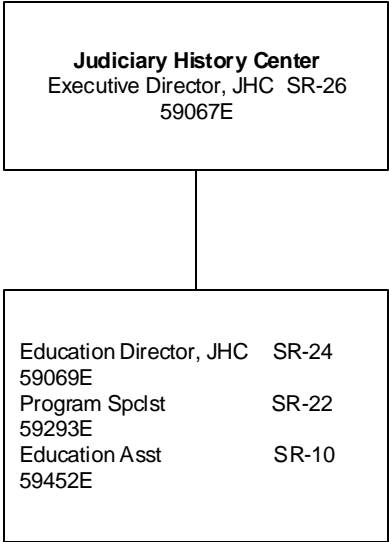 Judiciary History Center
Executive Director, JHC SR-26
59067E
Education Director, JHC SR-24
59069E
Program Spclst SR-22
59293E
Education Asst SR-10
59452E